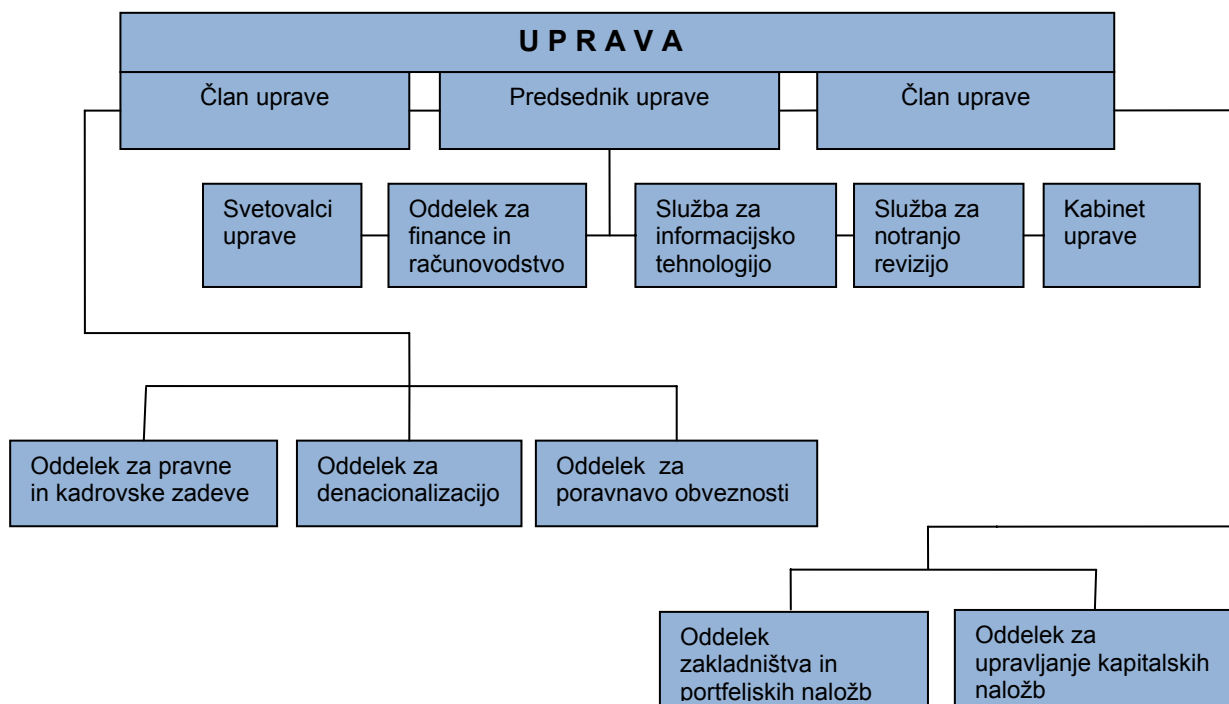 U P R A V A
Član uprave
Predsednik uprave
Član uprave
Svetovalci
uprave
Oddelek za
finance in
računovodstvo
Služba za
informacijsko
tehnologijo
Služba za
notranjo
revizijo
Kabinet
uprave
Oddelek za pravne
in kadrovske zadeve
Oddelek za
denacionalizacijo
Oddelek za
poravnavo obveznosti
Oddelek
zakladništva in
portfeljskih naložb
Oddelek za
upravljanje kapitalskih
naložb